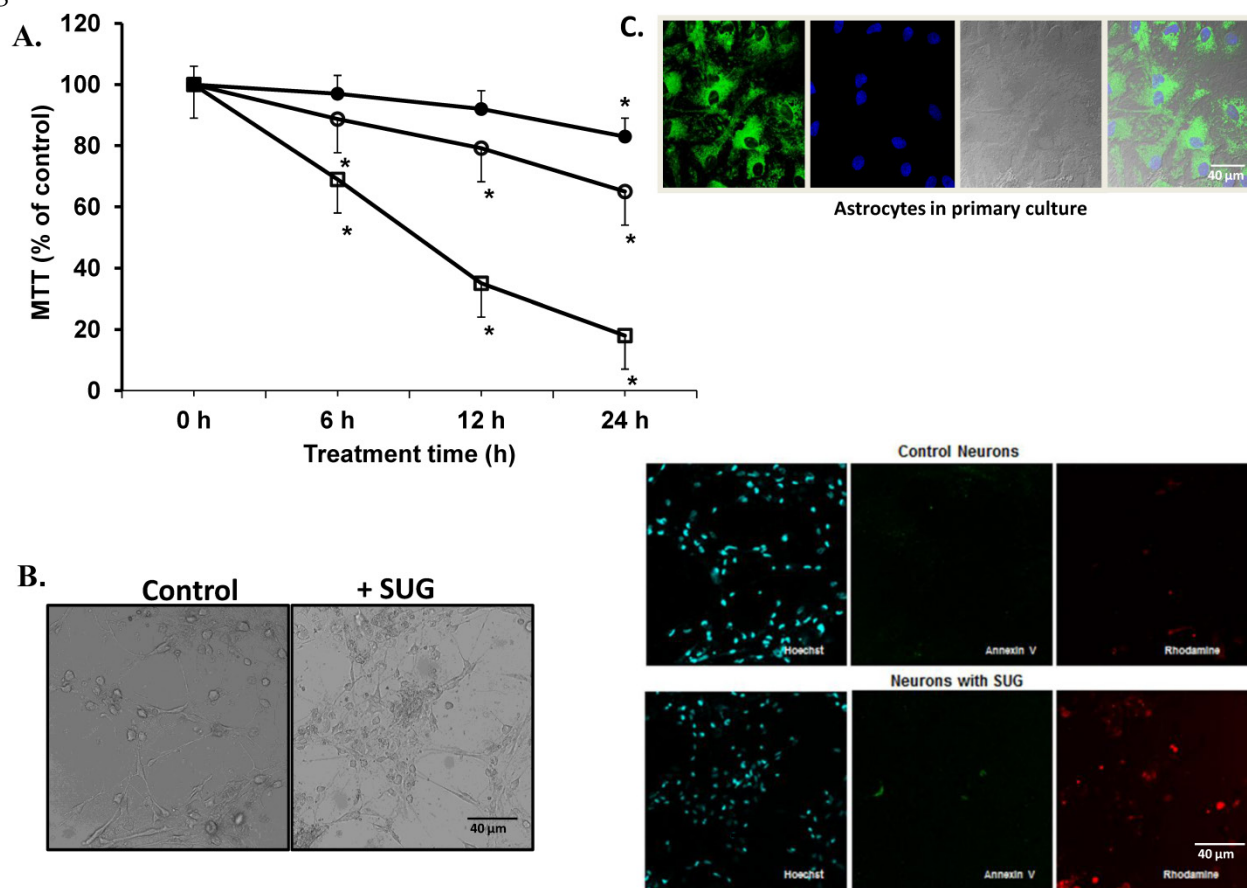 A.
120
100
80
60
40
20
0
MTT (% of control)
*
*
*
*
*
*
*
0 h 6 h 12 h 24 h
Treatment time (h)
C.
40 µm
Astrocytes in primary culture
B.
Control + SUG
40 µm
Control Neurons
Hoechst Annexin V Rhodamine
Neurons with SUG
40 µm
Hoechst Annexin V Rhodamine